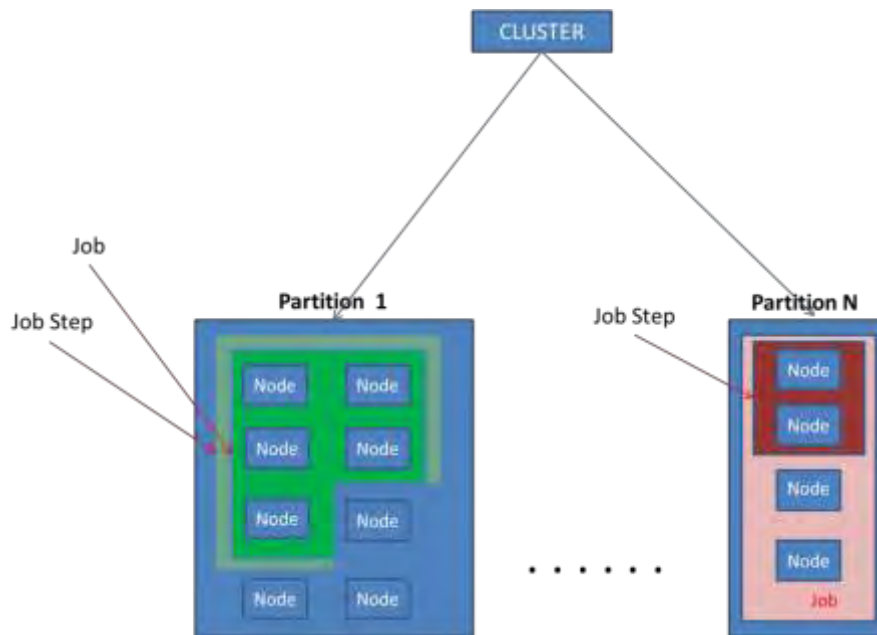 CLUSTER
Job
Job Step
Partition 1
Node
Node
Node
Node
Node
Node
Node
Node
. . . . . .
Job Step
Partition N
Node
Node
Node
Node
Job